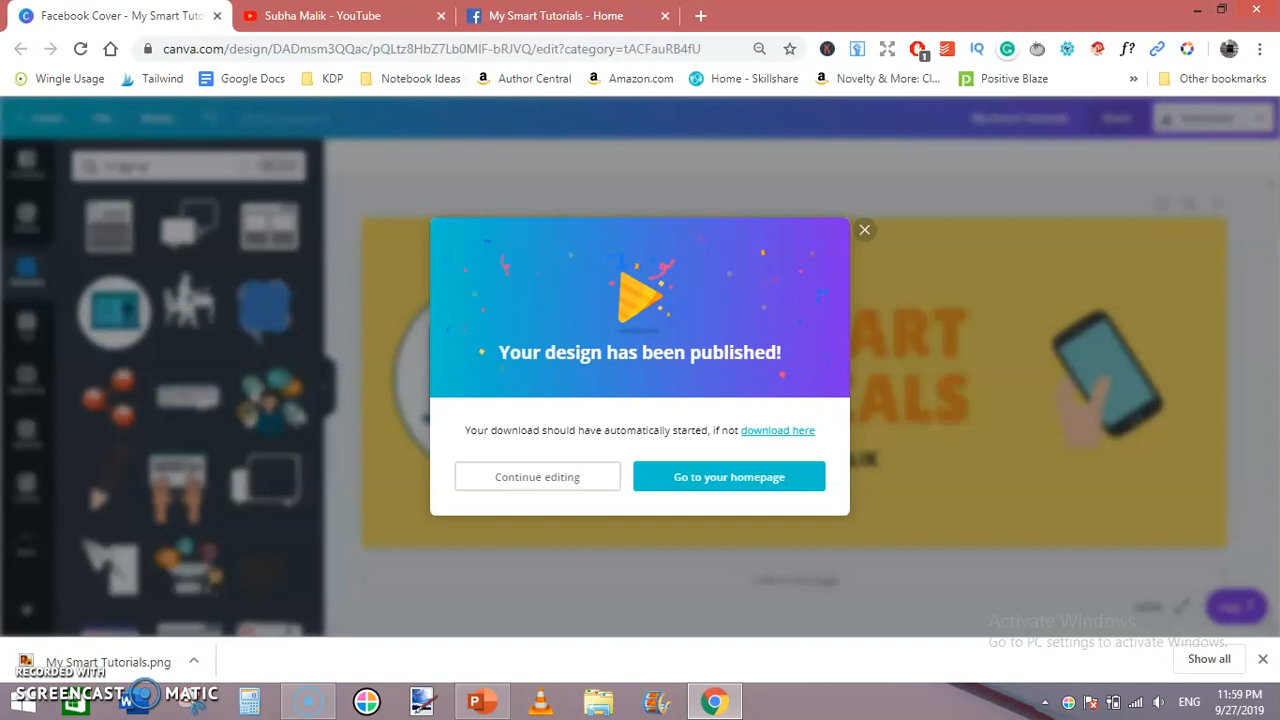 Facebook Cover - My Smart Tuto
Subha Malik - YouTube
My Smart Tutorials - Home
canva.com/design/DADmsm3QQac/pQLtz8HbZ7Lb0MIF-bRJVQ/edit?category=tACFauRB4fU
Wingle Usage
Tailwind
Google Docs
KDP
Notebook Ideas
Author Central
Amazon.com
Home - Skillshare
Novelty & More: Cl...
Positive Blaze
»
Other bookmarks
Your design has been published!
Your download should have automatically started, if not download here
Continue editing
Go to your homepage
Activate Windows
Go to PC settings to activate Windows.
My Smart Tutorials.png
Show all
RECORDED WITH
SCREENCAST MATIC
ENG
11:59 PM
9/27/2019